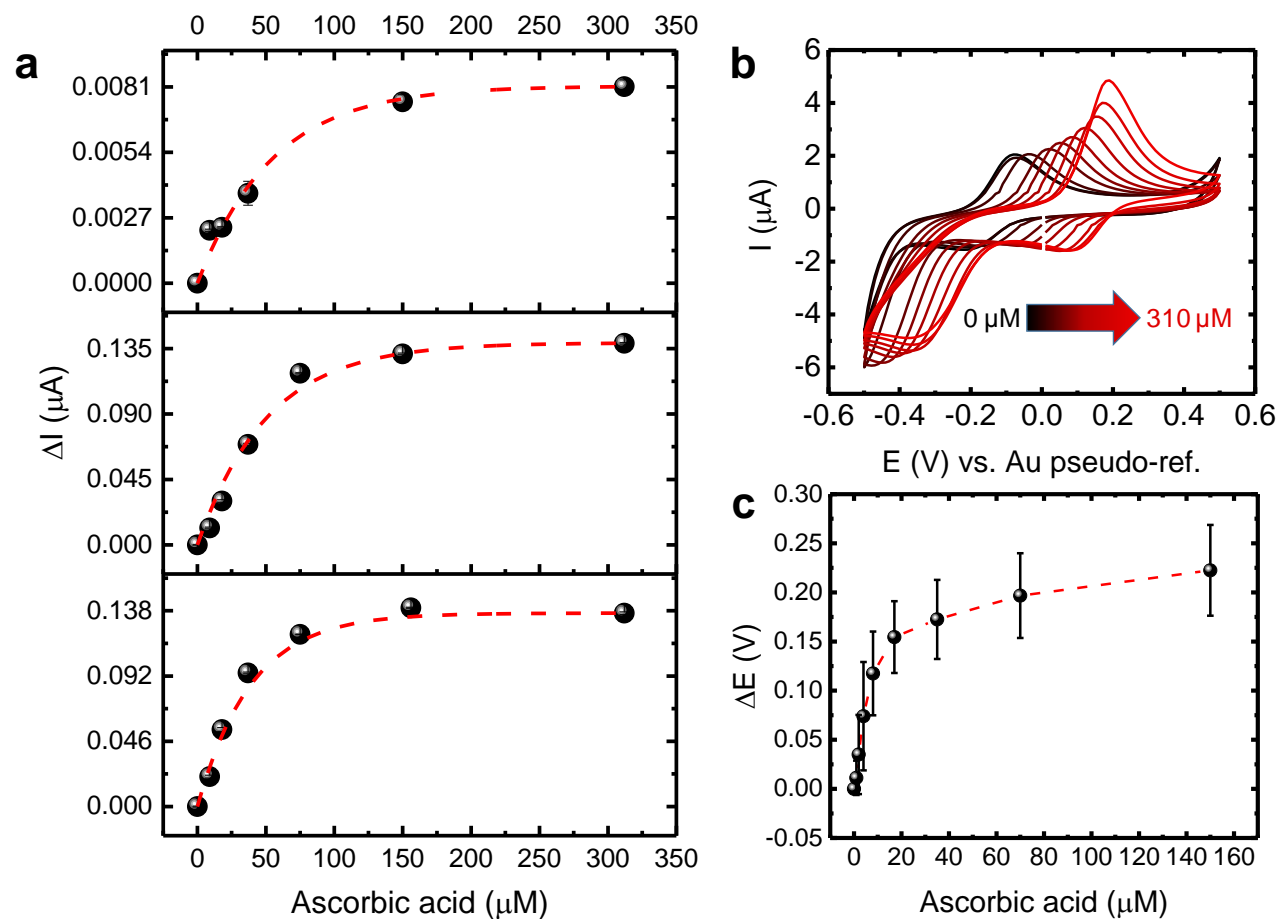 a
0 50 100 150 200 250 300 350
0.0081
0.0054
0.0027
0.0000
0.135
0.090
0.045
0.000
0.138
0.092
0.046
0.000
ΔI (μA)
0 50 100 150 200 250 300 350
Ascorbic acid (μM)
b
6
4
2
0
-2
-4
-6
I (μA)
0 μM
310 μM
-0.6 -0.4 -0.2 0.0 0.2 0.4 0.6
E (V) vs. Au pseudo-ref.
c
0.30
0.25
0.20
0.15
0.10
0.05
0.00
-0.05
ΔE (V)
0 20 40 60 80 100 120 140 160
Ascorbic acid (μM)